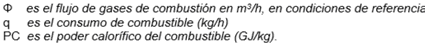 Φ es el flujo de gases de combustión en m³/h, en condiciones de referencia
q es el consumo de combustible (kg/h)
PC es el poder calorífico del combustible (GJ/kg).